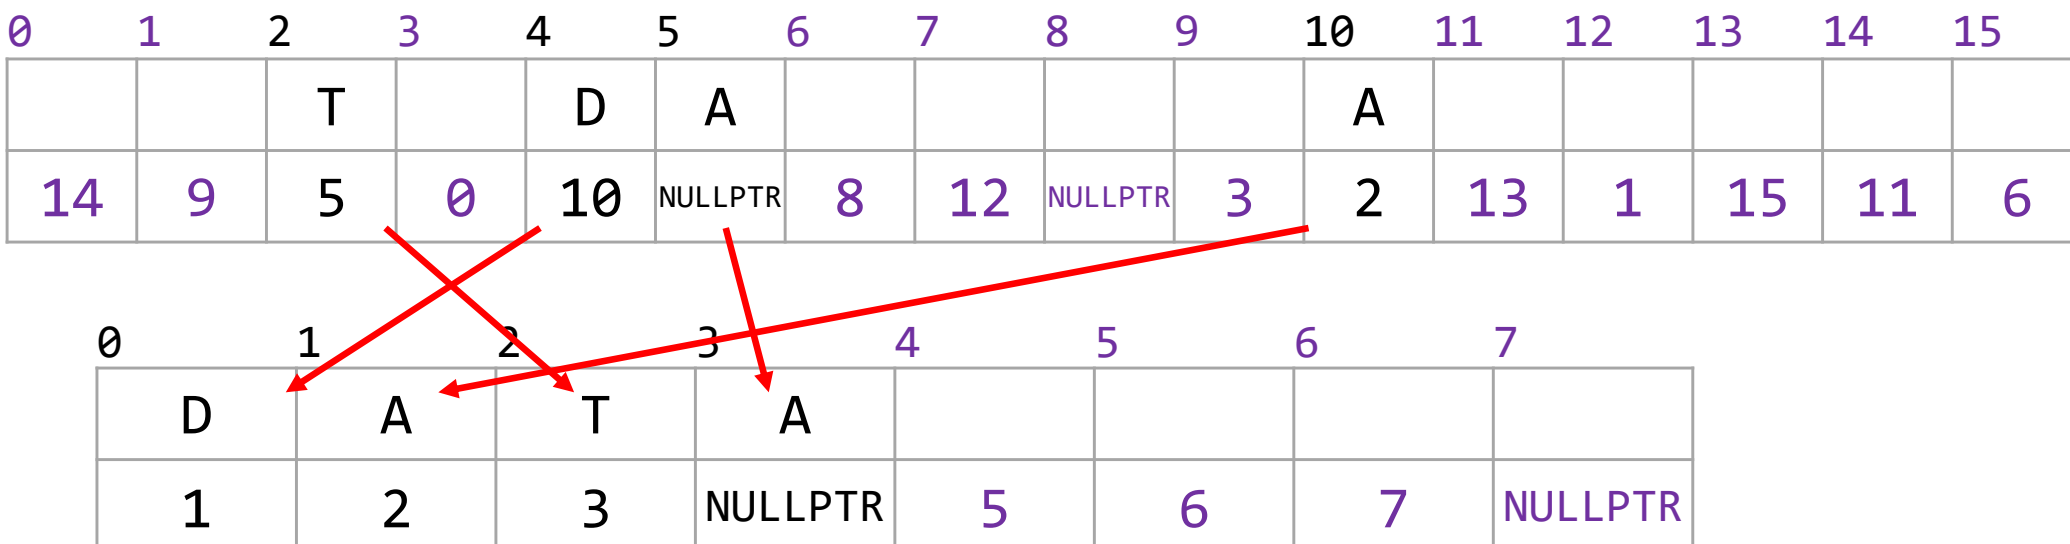 0 1 2 3 4 5 6 7 8 9 10 11 12 13 14 15
T D A A
14 9 5 0 10 NULLPTR 8 12 NULLPTR 3 2 13 1 15 11 6
0 1 2 3 4 5 6 7
D A T A
1 2 3 NULLPTR 5 6 7 NULLPTR